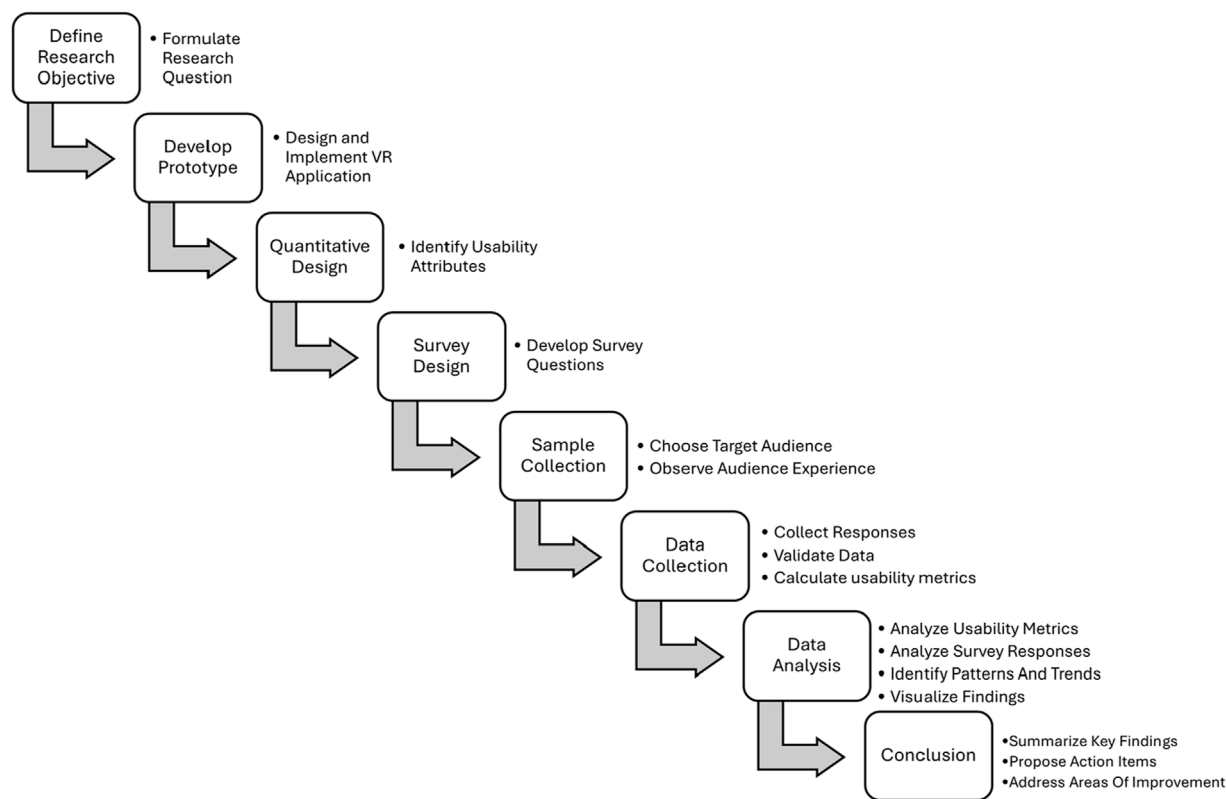 Define
Research
Objective
• Formulate
Research
Question
Develop
Prototype
• Design and
Implement VR
Application
Quantitative
Design
• Identify Usability
Attributes
Survey
Design
• Develop Survey
Questions
Sample
Collection
• Choose Target Audience
• Observe Audience Experience
Data
Collection
• Collect Responses
• Validate Data
• Calculate usability metrics
Data
Analysis
• Analyze Usability Metrics
• Analyze Survey Responses
• Identify Patterns And Trends
• Visualize Findings
Conclusion
•Summarize Key Findings
•Propose Action Items
•Address Areas Of Improvement